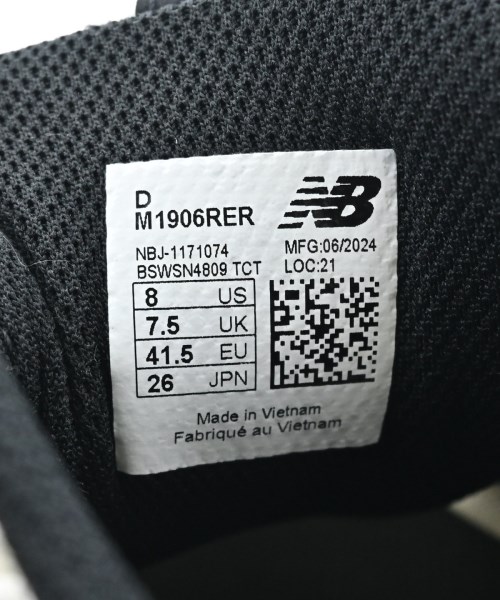 D
M1906RER
NB
NBJ-1171074
BSWSN4809 TCT
MFG:06/2024
LOC:21
8 US
7.5 UK
41.5 EU
26 JPN
Made in Vietnam
Fabriqué au Vietnam